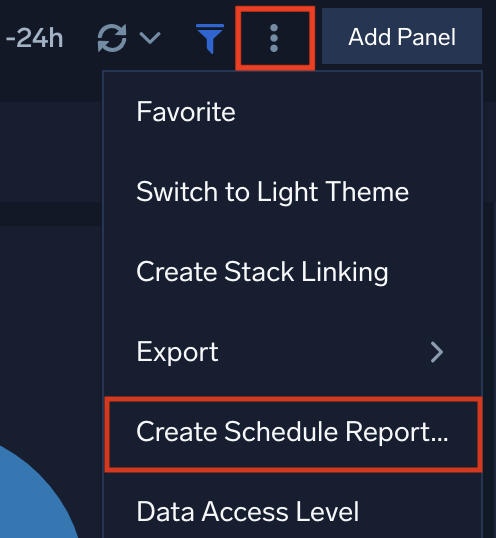 -24h
Add Panel
Favorite
Switch to Light Theme
Create Stack Linking
Export
Create Schedule Report...
Data Access Level